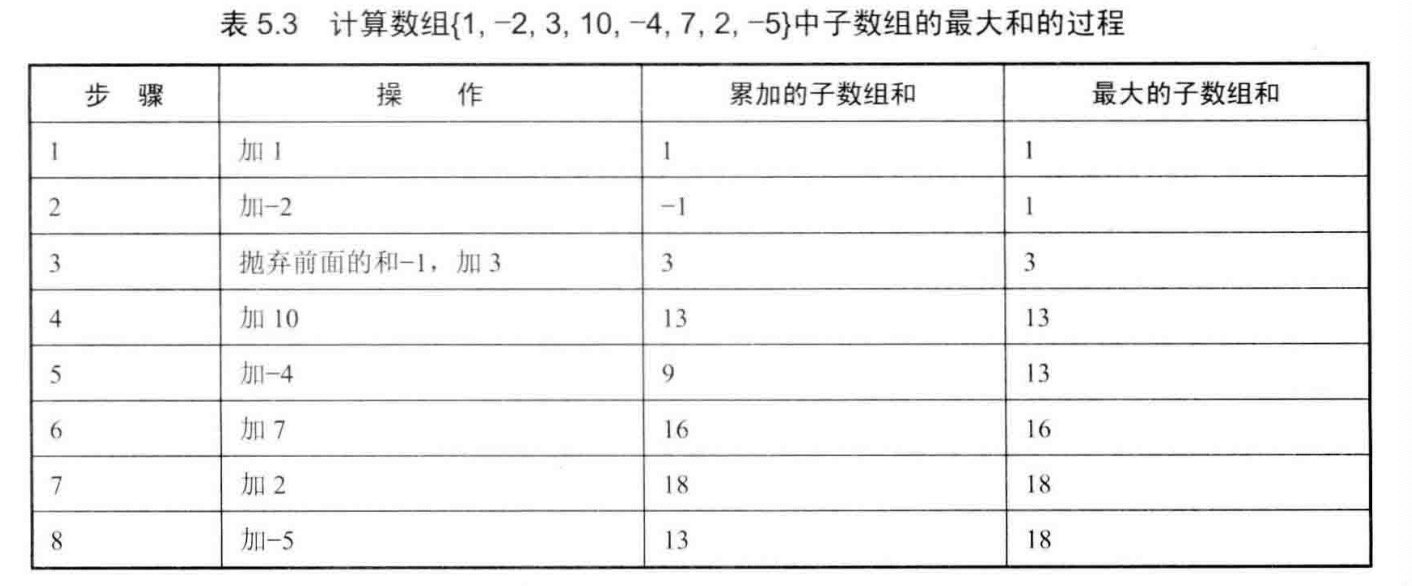 表 5.3 计算数组{1, −2, 3, 10, −4, 7, 2, −5}中子数组的最大和的过程
步 骤 操 作 累加的子数组和 最大的子数组和
1 加 1 1 1
2 加−2 −1 1
3 抛弃前面的和−1，加 3 3 3
4 加 10 13 13
5 加−4 9 13
6 加 7 16 16
7 加 2 18 18
8 加−5 13 18